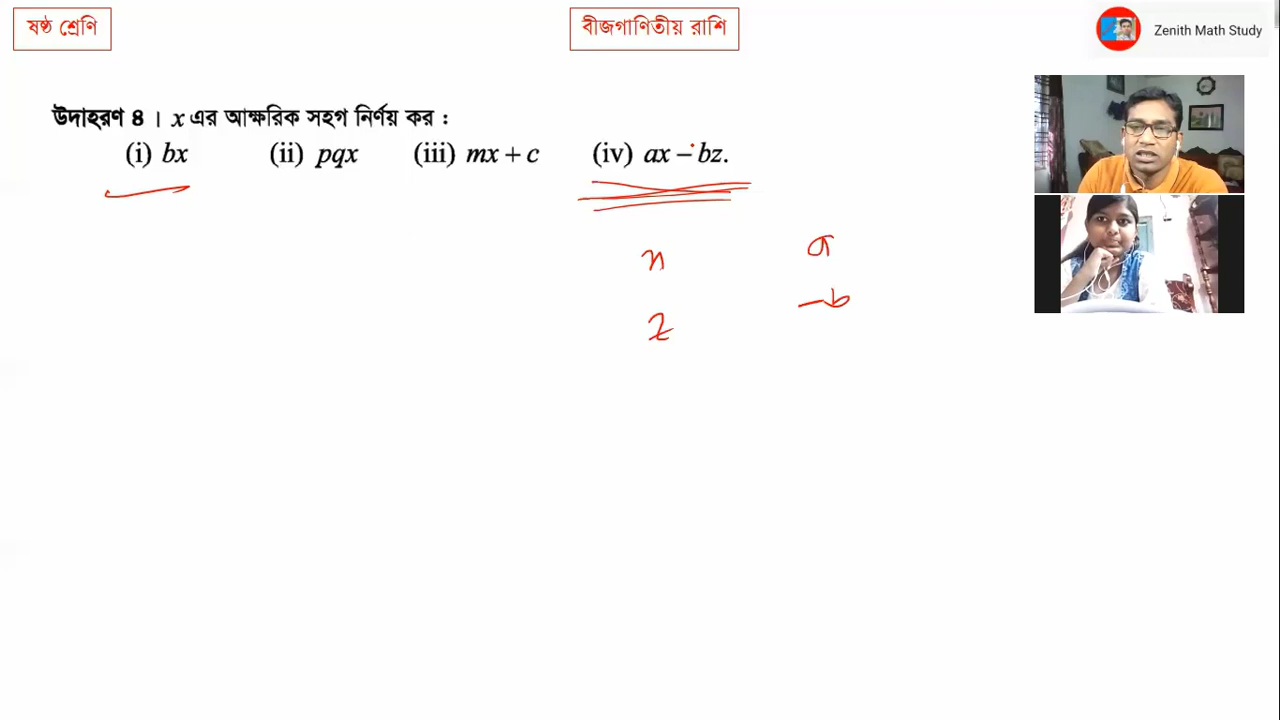 ষষ্ঠ শ্রেণি
বীজগাণিতীয় রাশি
Zenith Math Study
উদাহরণ ৪ । x এর আক্ষরিক সহগ নির্ণয় কর :
(i) bx (ii) pqx (iii) mx + c (iv) ax – bz.
x a
– b
z